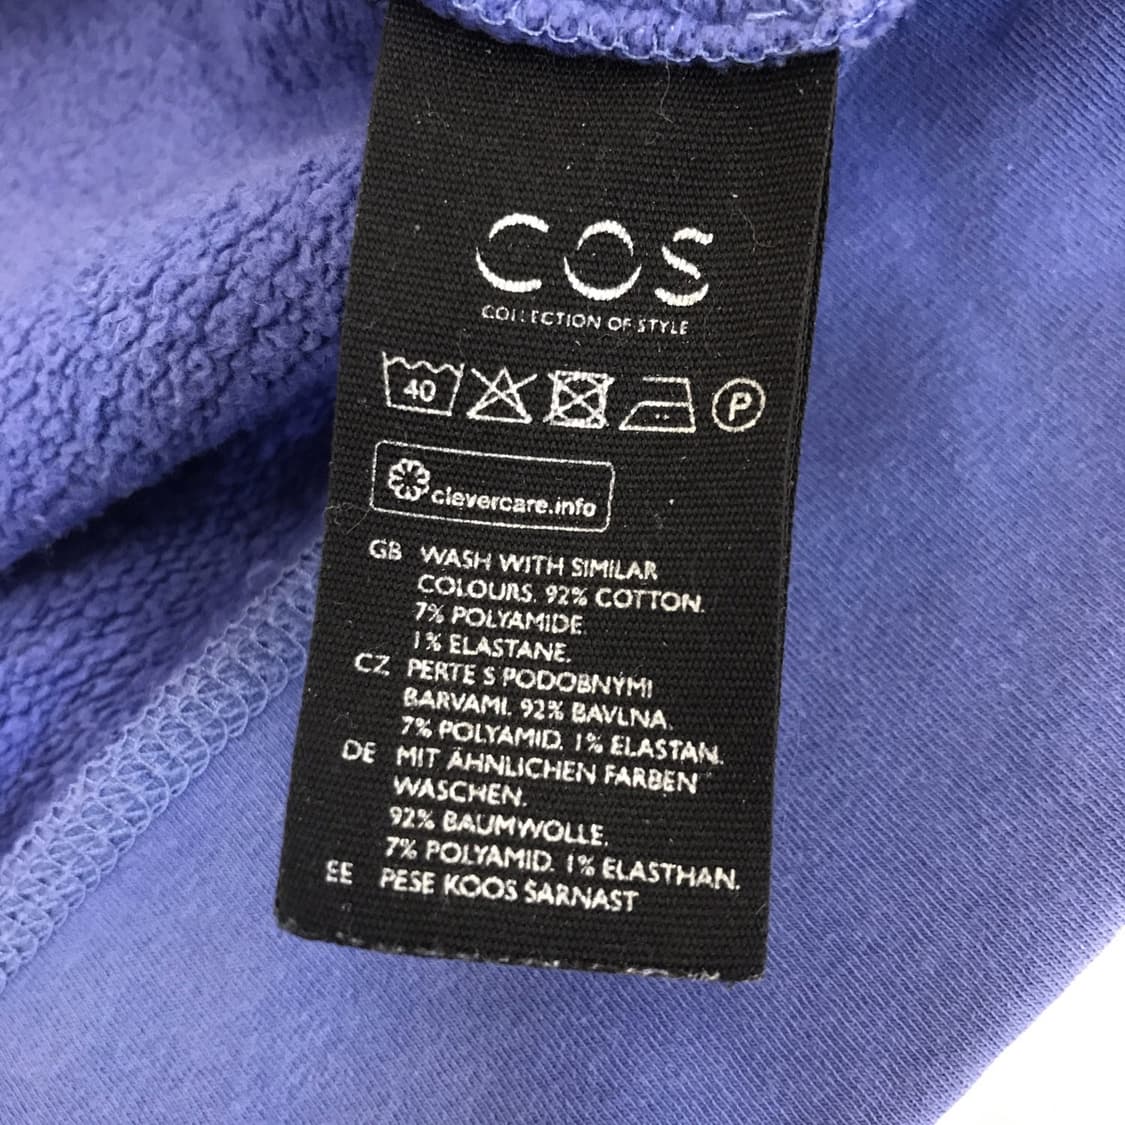 COS
COLLECTION OF STYLE
40 P
clevercare.info
GB WASH WITH SIMILAR
COLOURS. 92% COTTON.
7% POLYAMIDE.
1% ELASTANE.
CZ PERTE S PODOBNÝMI
BARVAMI. 92% BAVLNA.
7% POLYAMID. 1% ELASTAN.
DE MIT ÄHNLICHEN FARBEN
WASCHEN.
92% BAUMWOLLE.
7% POLYAMID. 1% ELASTHAN.
EE PESE KOOS SARNAST